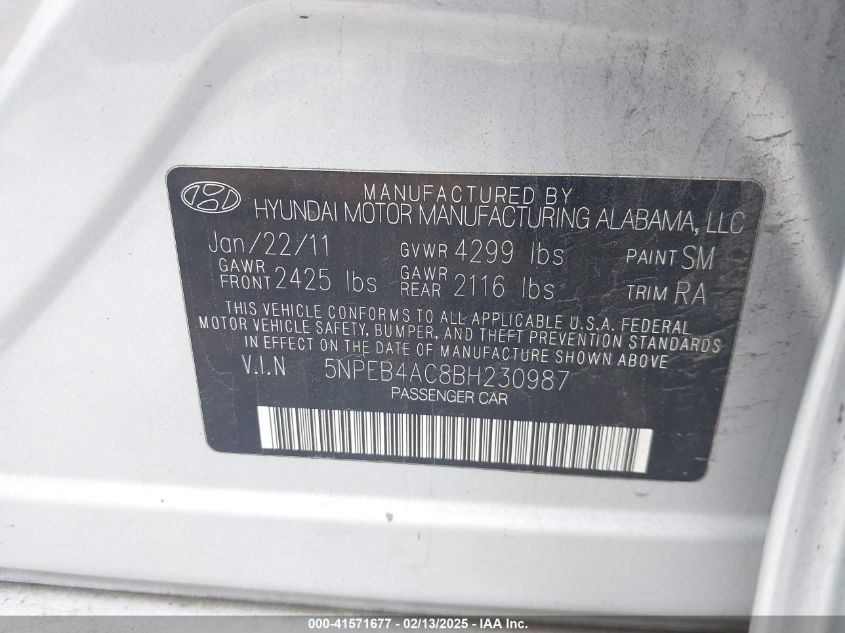 MANUFACTURED BY
HYUNDAI MOTOR MANUFACTURING ALABAMA, LLC
Jan/22/11 GVWR 4299 lbs PAINT SM
GAWR FRONT 2425 lbs GAWR REAR 2116 lbs TRIM RA
THIS VEHICLE CONFORMS TO ALL APPLICABLE U.S.A. FEDERAL
MOTOR VEHICLE SAFETY, BUMPER, AND THEFT PREVENTION STANDARDS
IN EFFECT ON THE DATE OF MANUFACTURE SHOWN ABOVE
V.I.N 5NPEB4AC8BH230987
PASSENGER CAR
000-41571677 - 02/13/2025 - IAA Inc.